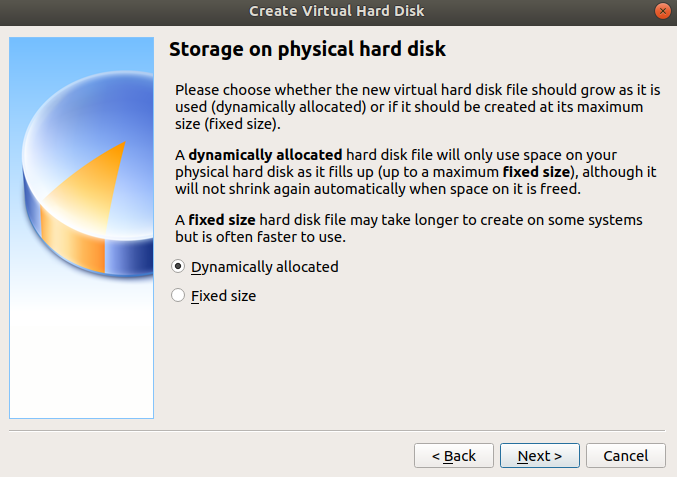 Create Virtual Hard Disk
Storage on physical hard disk
Please choose whether the new virtual hard disk file should grow as it is
used (dynamically allocated) or if it should be created at its maximum
size (fixed size).
A dynamically allocated hard disk file will only use space on your
physical hard disk as it fills up (up to a maximum fixed size), although it
will not shrink again automatically when space on it is freed.
A fixed size hard disk file may take longer to create on some systems
but is often faster to use.
Dynamically allocated
Fixed size
< Back
Next >
Cancel